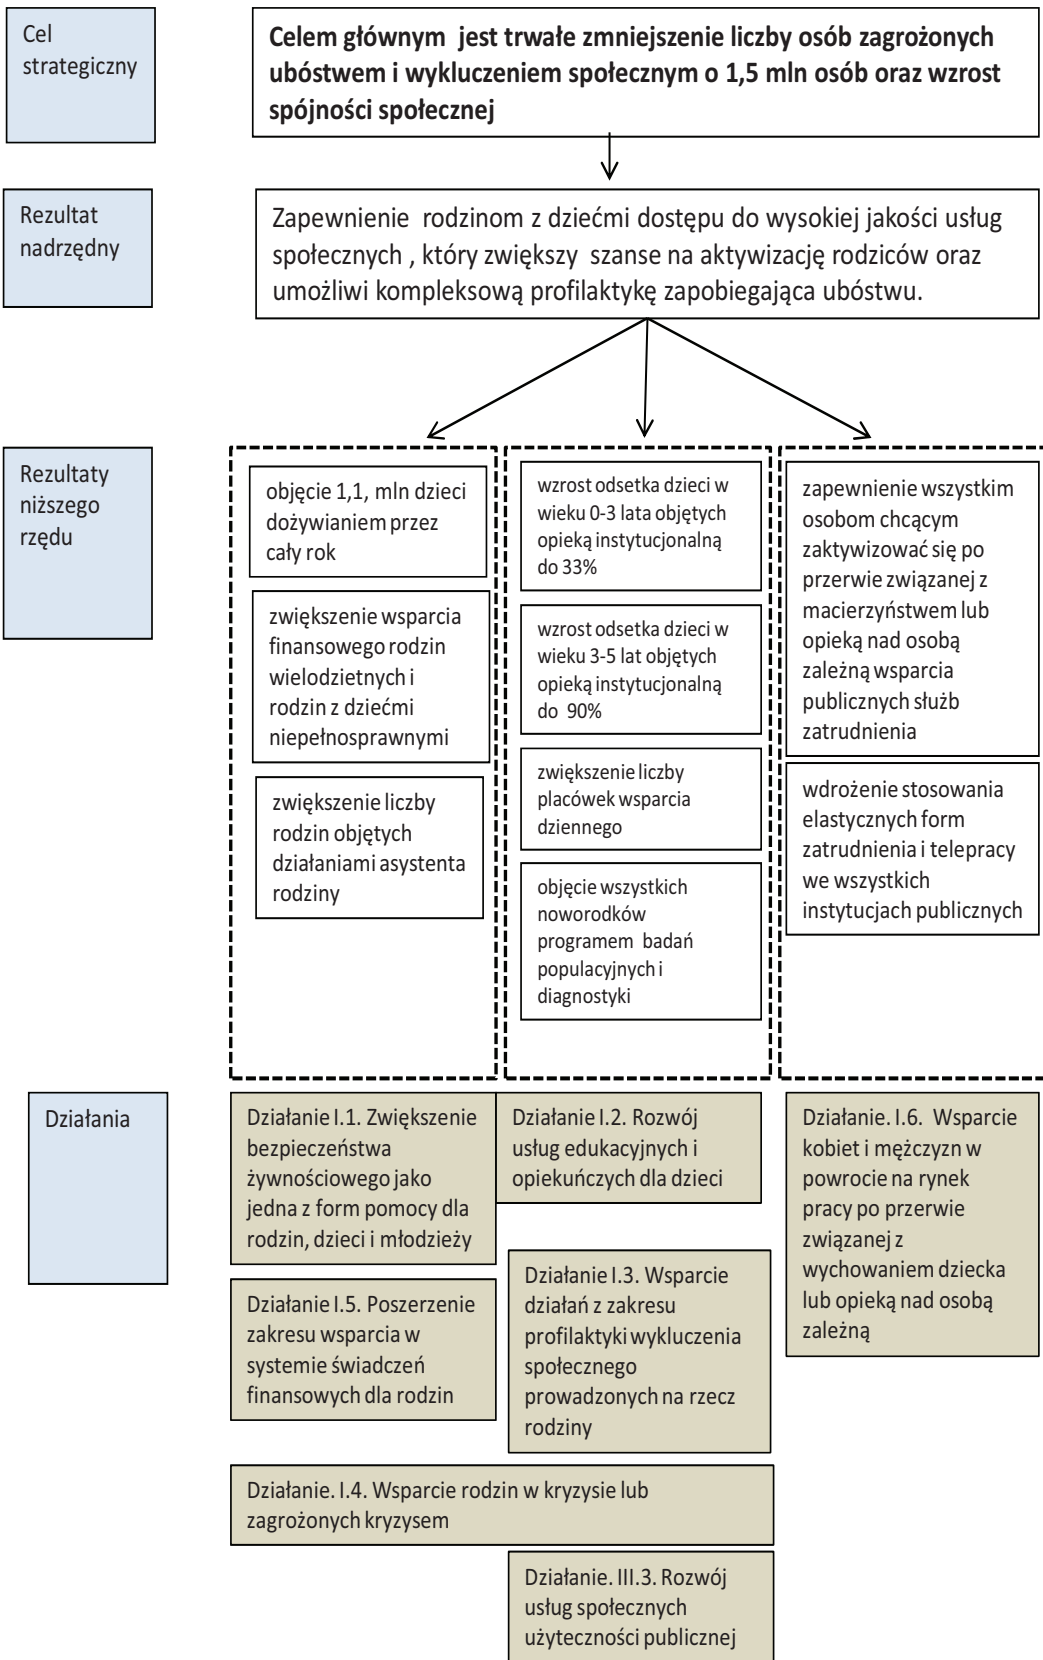 Cel
strategiczny
Celem głównym jest trwałe zmniejszenie liczby osób zagrożonych
ubóstwem i wykluczeniem społecznym o 1,5 mln osób oraz wzrost
spójności społecznej
Rezultat
nadrzędny
Zapewnienie rodzinom z dziećmi dostępu do wysokiej jakości usług
społecznych , który zwiększy szanse na aktywizację rodziców oraz
umożliwi kompleksową profilaktykę zapobiegająca ubóstwu.
Rezultaty
niższego
rzędu
objęcie 1,1, mln dzieci
dożywianiem przez
cały rok
zwiększenie wsparcia
finansowego rodzin
wielodzietnych i
rodzin z dziećmi
niepełnosprawnymi
zwiększenie liczby
rodzin objętych
działaniami asystenta
rodziny
wzrost odsetka dzieci w
wieku 0-3 lata objętych
opieką instytucjonalną
do 33%
wzrost odsetka dzieci w
wieku 3-5 lat objętych
opieką instytucjonalną
do 90%
zwiększenie liczby
placówek wsparcia
dziennego
objęcie wszystkich
noworodków
programem badań
populacyjnych i
diagnostyki
zapewnienie wszystkim
osobom chcącym
zaktywizować się po
przerwie związanej z
macierzyństwem lub
opieką nad osobą
zależną wsparcia
publicznych służb
zatrudnienia
wdrożenie stosowania
elastycznych form
zatrudnienia i telepracy
we wszystkich
instytucjach publicznych
Działania
Działanie I.1. Zwiększenie
bezpieczeństwa
żywnościowego jako
jedna z form pomocy dla
rodzin, dzieci i młodzieży
Działanie I.2. Rozwój
usług edukacyjnych i
opiekuńczych dla dzieci
Działanie. I.6. Wsparcie
kobiet i mężczyzn w
powrocie na rynek
pracy po przerwie
związanej z
wychowaniem dziecka
lub opieką nad osobą
zależną
Działanie I.5. Poszerzenie
zakresu wsparcia w
systemie świadczeń
finansowych dla rodzin
Działanie I.3. Wsparcie
działań z zakresu
profilaktyki wykluczenia
społecznego
prowadzonych na rzecz
rodziny
Działanie. I.4. Wsparcie rodzin w kryzysie lub
zagrożonych kryzysem
Działanie. III.3. Rozwój
usług społecznych
użyteczności publicznej